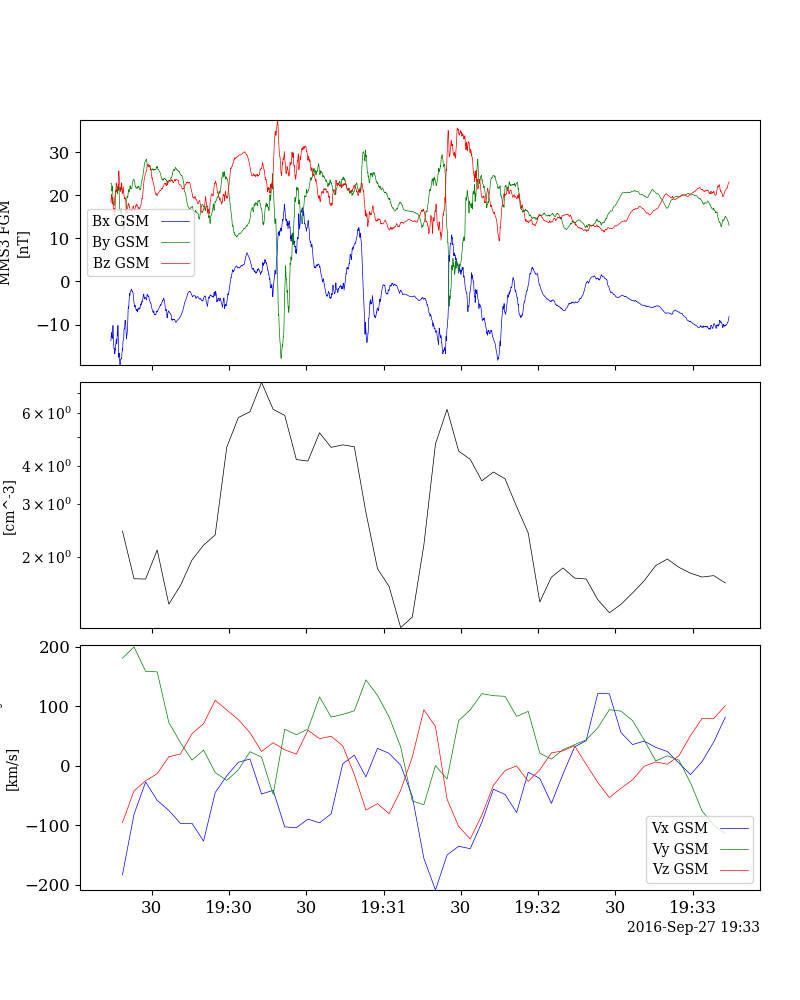 MMS3 FGM
[nT]
30
20
10
0
−10
Bx GSM
By GSM
Bz GSM
[cm^-3]
6 × 10⁰
4 × 10⁰
3 × 10⁰
2 × 10⁰
[km/s]
200
100
0
−100
−200
Vx GSM
Vy GSM
Vz GSM
30 19:30 30 19:31 30 19:32 30 19:33
2016-Sep-27 19:33